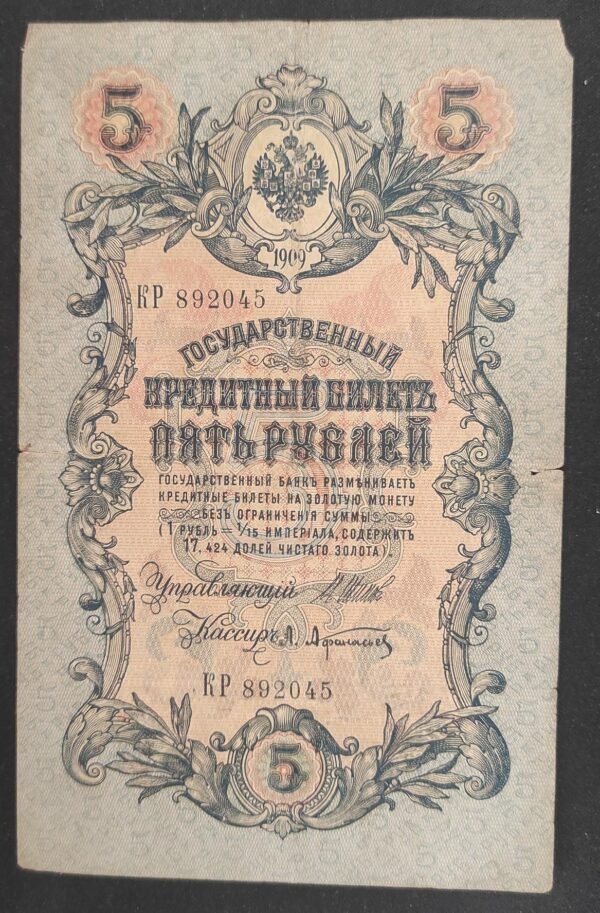 5 5
1909
КР 892045
ГОСУДАРСТВЕННЫЙ
КРЕДИТНЫЙ БИЛЕТЪ
ПЯТЬ РУБЛЕЙ
ГОСУДАРСТВЕННЫЙ БАНКЪ РАЗМѢНИВАЕТЪ
КРЕДИТНЫЕ БИЛЕТЫ НА ЗОЛОТУЮ МОНЕТУ
БЕЗЪ ОГРАНИЧЕНІЯ СУММЫ
(1 РУБЛЬ = 1/15 ИМПЕРІАЛА, СОДЕРЖИТЪ
17,424 ДОЛЕЙ ЧИСТАГО ЗОЛОТА).
Управляющій
Кассиръ А. Афанасьев
КР 892045
5